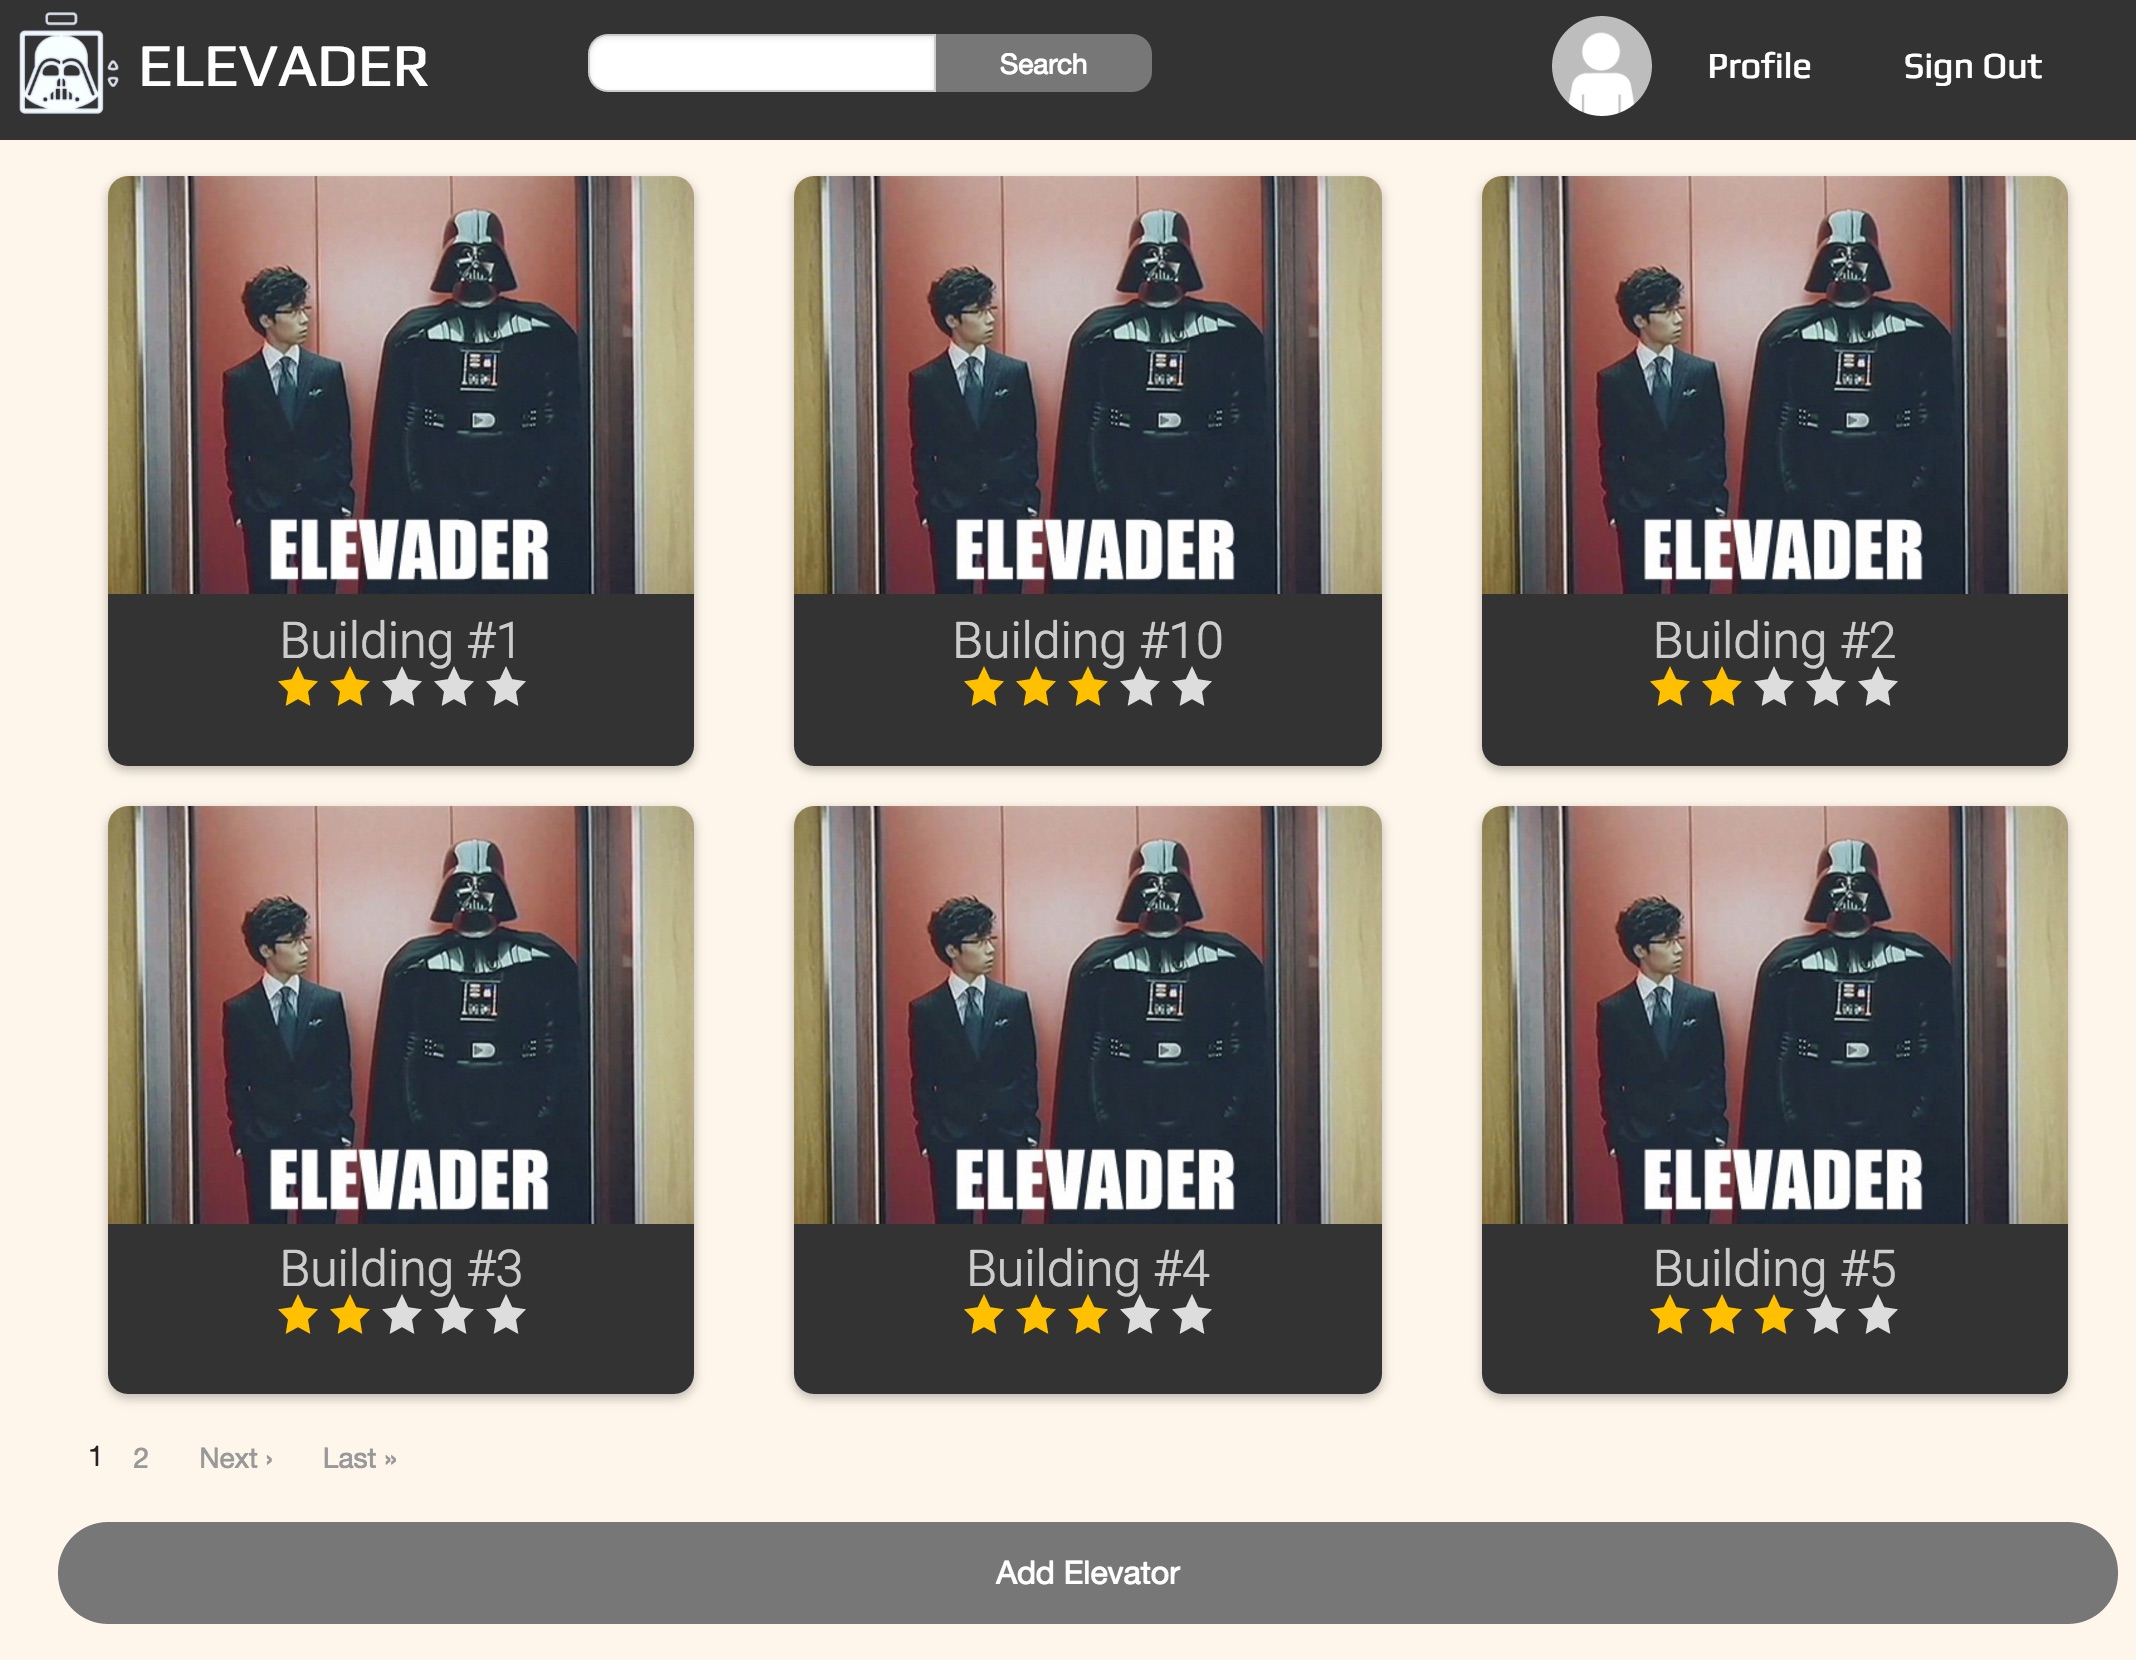 ELEVADER
Search
Profile
Sign Out
ELEVADER
ELEVADER
ELEVADER
Building #1
Building #10
Building #2
ELEVADER
ELEVADER
ELEVADER
Building #3
Building #4
Building #5
1 2 Next › Last »
Add Elevator